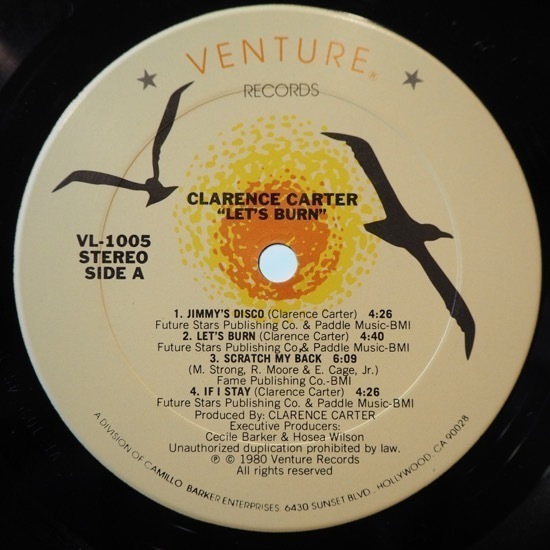 VENTURE®
RECORDS
CLARENCE CARTER
"LET'S BURN"
VL-1005
STEREO
SIDE A
1. JIMMY'S DISCO (Clarence Carter) 4:26
Future Stars Publishing Co. & Paddle Music-BMI
2. LET'S BURN (Clarence Carter) 4:40
Future Stars Publishing Co,& Paddle Music-BMI
3. SCRATCH MY BACK 6:09
(M. Strong, R. Moore & E. Cage, Jr.)
Fame Publishing Co.-BMI
4. IF I STAY (Clarence Carter) 4:26
Future Stars Publishing Co. & Paddle Music-BMI
Produced By: CLARENCE CARTER
Executive Producers:
Cecile Barker & Hosea Wilson
Unauthorized duplication prohibited by law.
℗ © 1980 Venture Records
All rights reserved
A DIVISION OF CAMILLO BARKER ENTERPRISES 6430 SUNSET BLVD., HOLLYWOOD, CA 90028